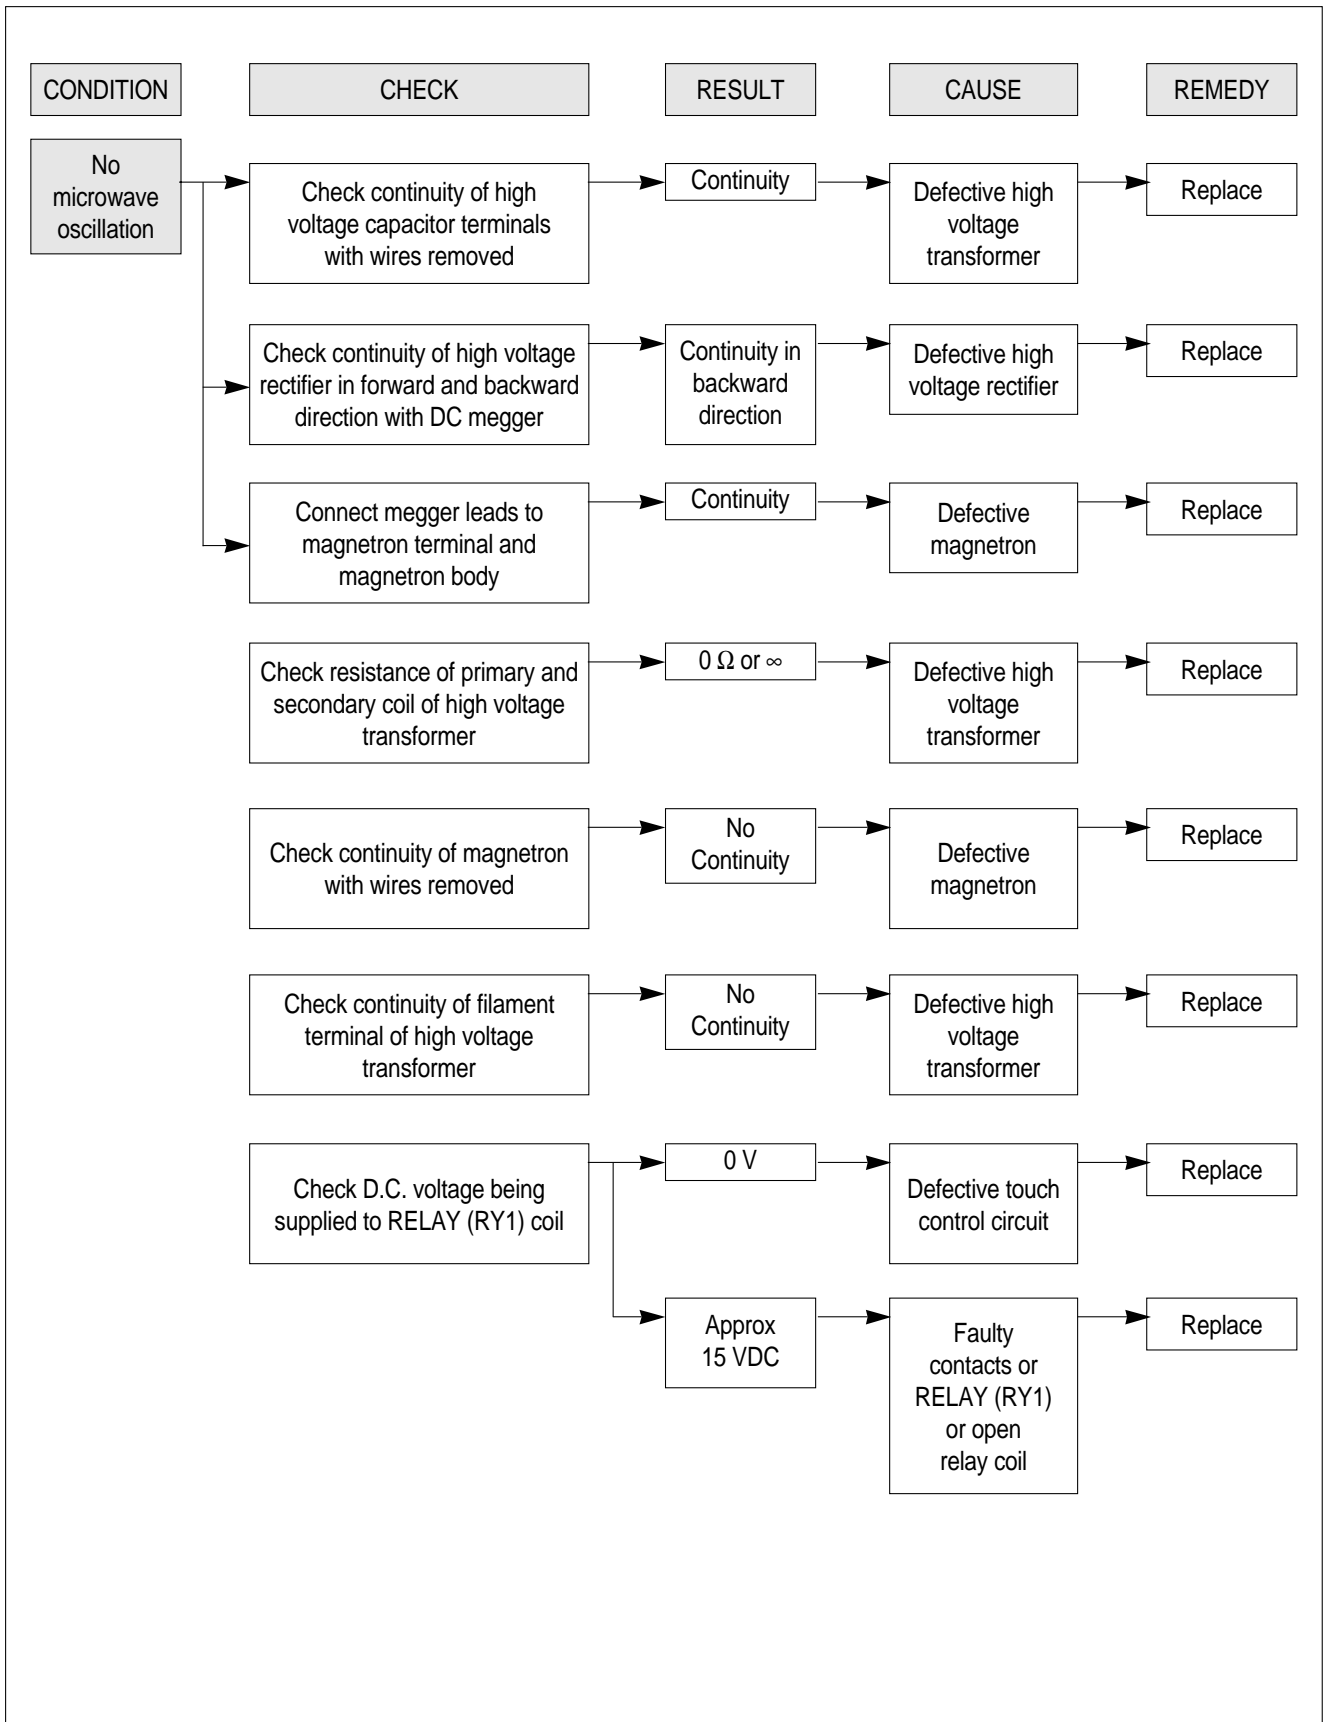 CONDITION
CHECK
RESULT
CAUSE
REMEDY
No
microwave
oscillation
Check continuity of high
voltage capacitor terminals
with wires removed
Continuity
Defective high
voltage
transformer
Replace
Check continuity of high voltage
rectifier in forward and backward
direction with DC megger
Continuity in
backward
direction
Defective high
voltage rectifier
Replace
Connect megger leads to
magnetron terminal and
magnetron body
Continuity
Defective
magnetron
Replace
Check resistance of primary and
secondary coil of high voltage
transformer
0 Ω or ∞
Defective high
voltage
transformer
Replace
Check continuity of magnetron
with wires removed
No
Continuity
Defective
magnetron
Replace
Check continuity of filament
terminal of high voltage
transformer
No
Continuity
Defective high
voltage
transformer
Replace
Check D.C. voltage being
supplied to RELAY (RY1) coil
0 V
Defective touch
control circuit
Replace
Approx
15 VDC
Faulty
contacts or
RELAY (RY1)
or open
relay coil
Replace